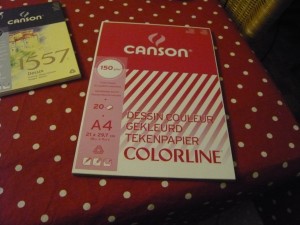 CANSON
1557
CANSON
150
20
A4
21 x 29,7
DESSIN COULEUR
GEKLEURD
TEKENPAPIER
COLORLINE